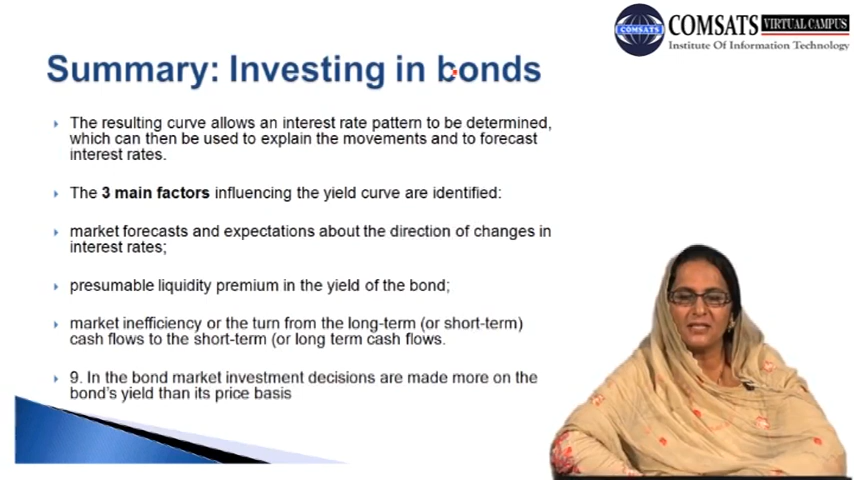 COMSATS
COMSATS VIRTUAL CAMPUS
Institute Of Information Technology
Summary: Investing in bonds
The resulting curve allows an interest rate pattern to be determined,
which can then be used to explain the movements and to forecast
interest rates.
The 3 main factors influencing the yield curve are identified:
market forecasts and expectations about the direction of changes in
interest rates;
presumable liquidity premium in the yield of the bond;
market inefficiency or the turn from the long-term (or short-term)
cash flows to the short-term (or long term cash flows.
9. In the bond market investment decisions are made more on the
bond's yield than its price basis